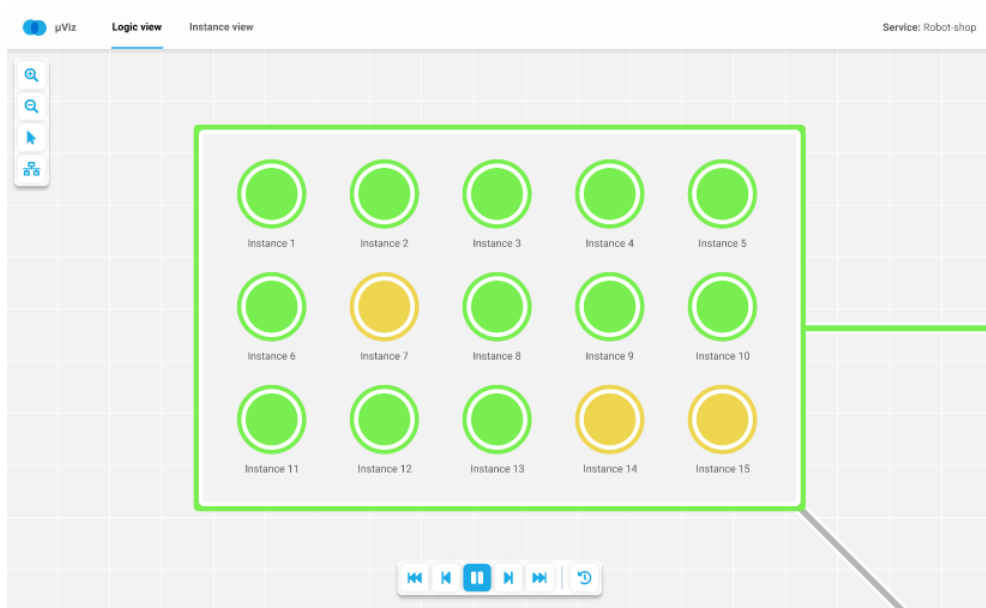 µViz Logic view Instance view Service: Robot-shop
Instance 1 Instance 2 Instance 3 Instance 4 Instance 5
Instance 6 Instance 7 Instance 8 Instance 9 Instance 10
Instance 11 Instance 12 Instance 13 Instance 14 Instance 15